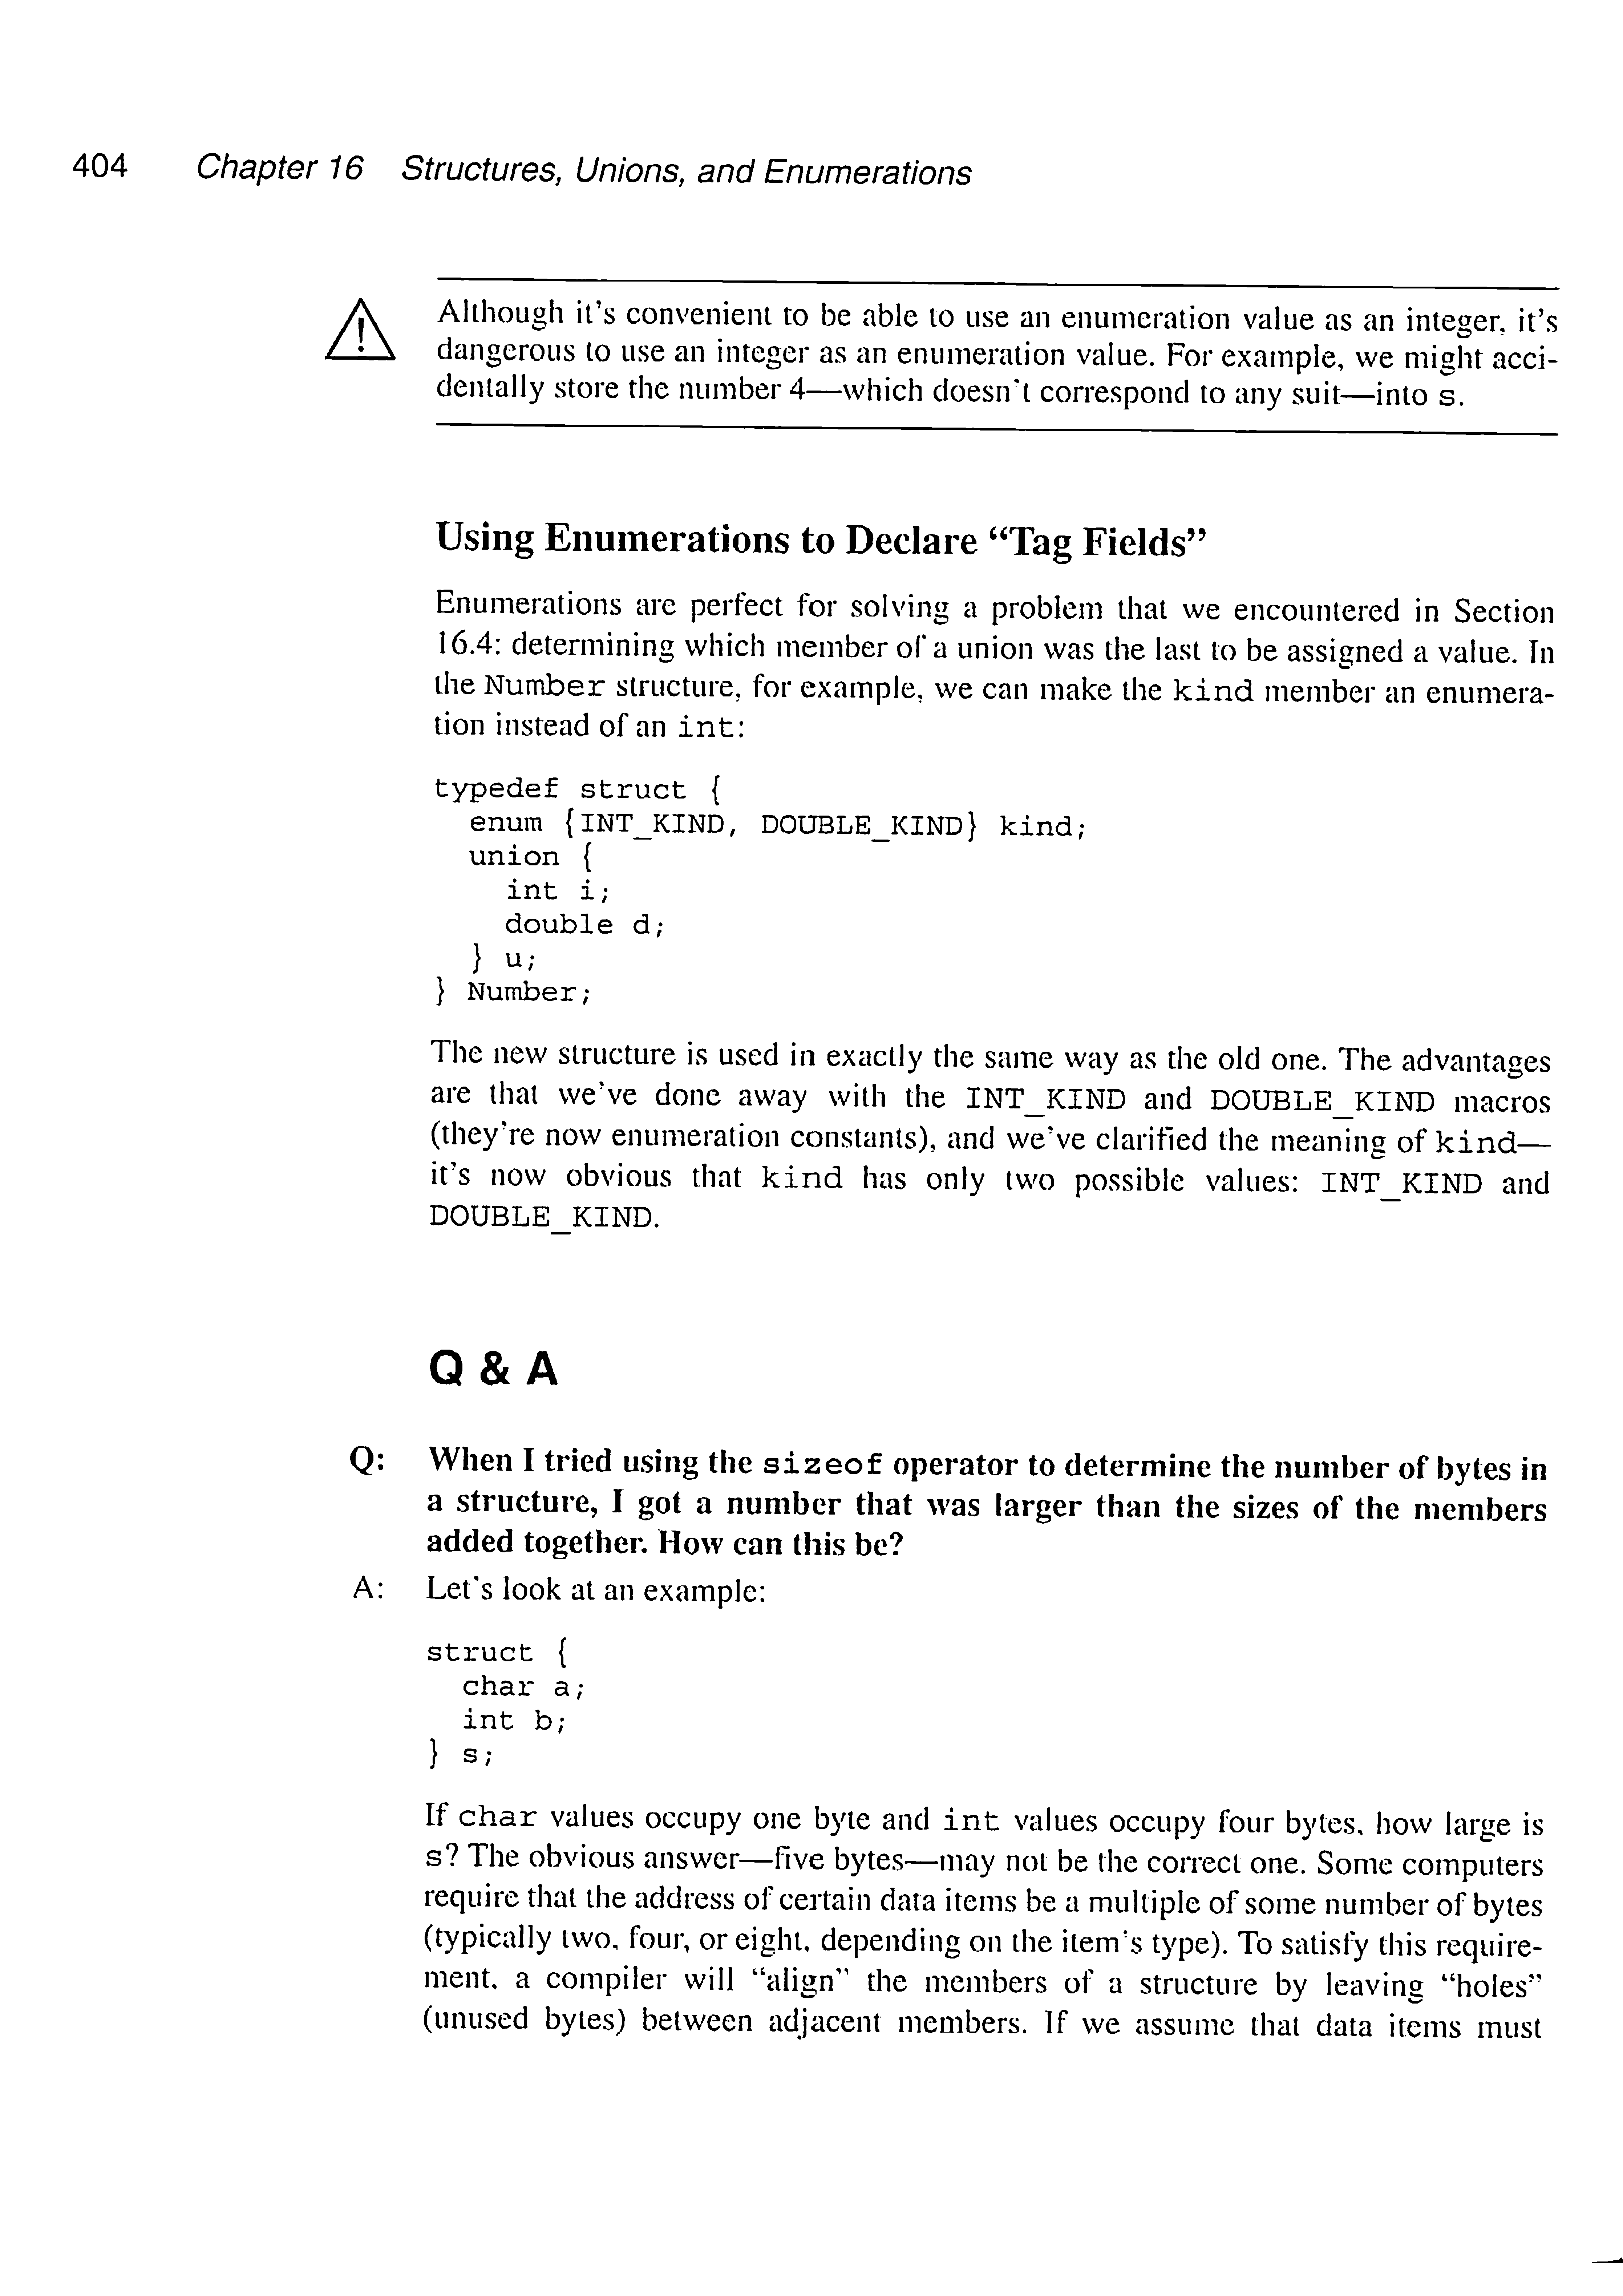 404 Chapter 16 Structures, Unions, and Enumerations
Although it's convenient to be able to use an enumeration value as an integer, it's
dangerous to use an integer as an enumeration value. For example, we might acci-
dentally store the number 4—which doesn't correspond to any suit—into s.
Using Enumerations to Declare “Tag Fields”
Enumerations are perfect for solving a problem that we encountered in Section
16.4: determining which member of a union was the last to be assigned a value. In
the Number structure, for example, we can make the kind member an enumera-
tion instead of an int:
typedef struct {
  enum {INT_KIND, DOUBLE_KIND} kind;
  union {
    int i;
    double d;
  } u;
} Number;
The new structure is used in exactly the same way as the old one. The advantages
are that we've done away with the INT_KIND and DOUBLE_KIND macros
(they're now enumeration constants), and we've clarified the meaning of kind—
it's now obvious that kind has only two possible values: INT_KIND and
DOUBLE_KIND.
Q & A
Q: When I tried using the sizeof operator to determine the number of bytes in
a structure, I got a number that was larger than the sizes of the members
added together. How can this be?
A: Let's look at an example:
struct {
  char a;
  int b;
} s;
If char values occupy one byte and int values occupy four bytes, how large is
s? The obvious answer—five bytes—may not be the correct one. Some computers
require that the address of certain data items be a multiple of some number of bytes
(typically two, four, or eight, depending on the item's type). To satisfy this require-
ment, a compiler will “align” the members of a structure by leaving “holes”
(unused bytes) between adjacent members. If we assume that data items must